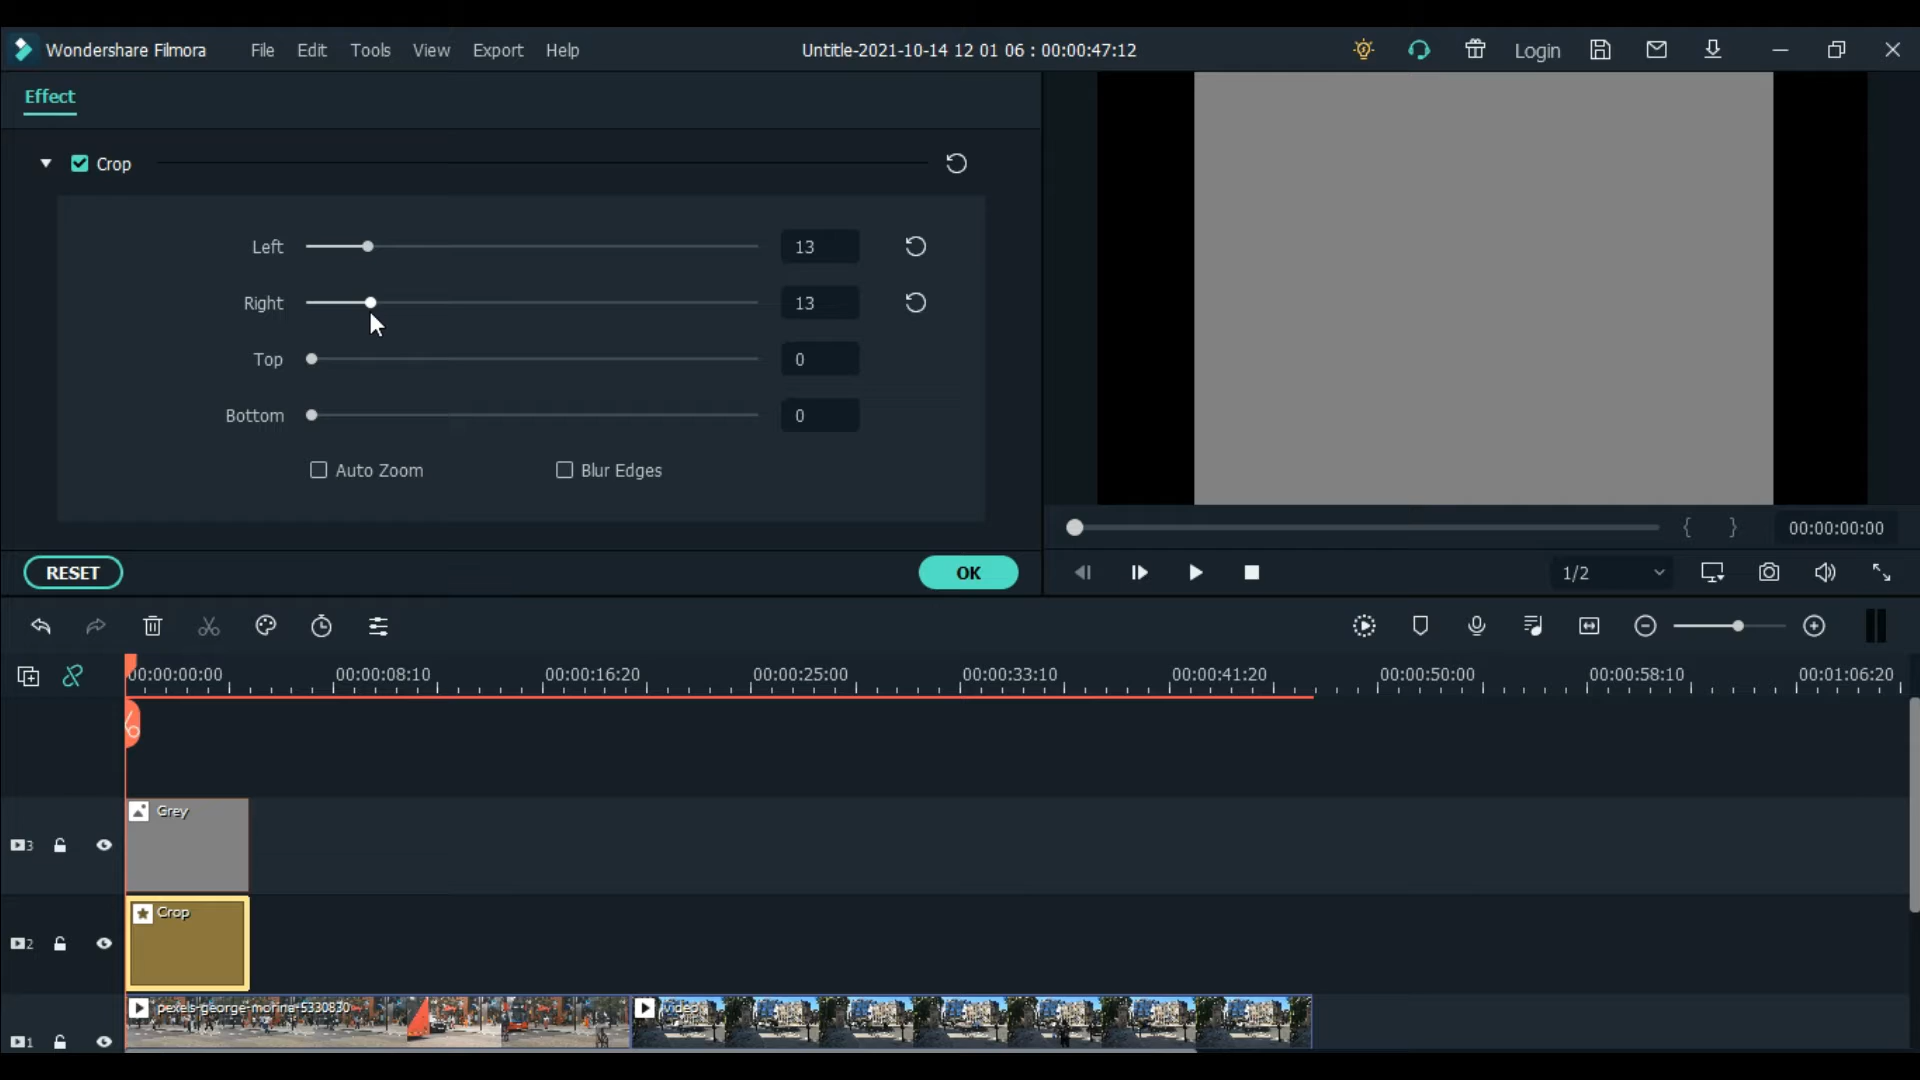 Wondershare Filmora File Edit Tools View Export Help Untitle-2021-10-14 12 01 06 : 00:00:47:12 Login
Effect
Crop
Left 13
Right 13
Top 0
Bottom 0
Auto Zoom Blur Edges
{ } 00:00:00:00
RESET OK 1/2
00:00:00:00 00:00:08:10 00:00:16:20 00:00:25:00 00:00:33:10 00:00:41:20 00:00:50:00 00:00:58:10 00:01:06:20
Grey
3
Crop
2
pexels-george-morina-5330830 video
1